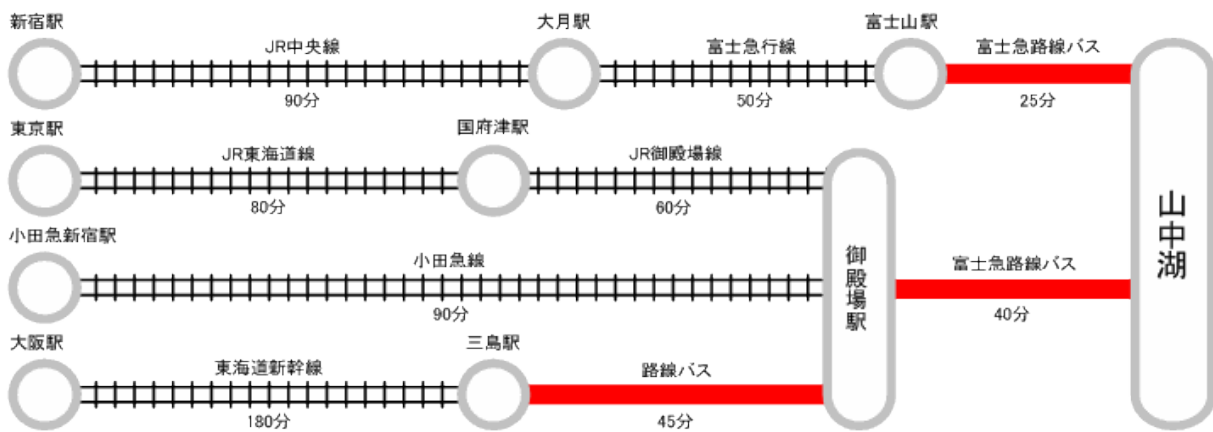 新宿駅
大月駅
富士山駅
JR中央線
富士急行線
富士急路線バス
90分
50分
25分
東京駅
国府津駅
JR東海道線
JR御殿場線
80分
60分
山中湖
小田急新宿駅
小田急線
御殿場駅
富士急路線バス
90分
40分
大阪駅
三島駅
東海道新幹線
路線バス
180分
45分